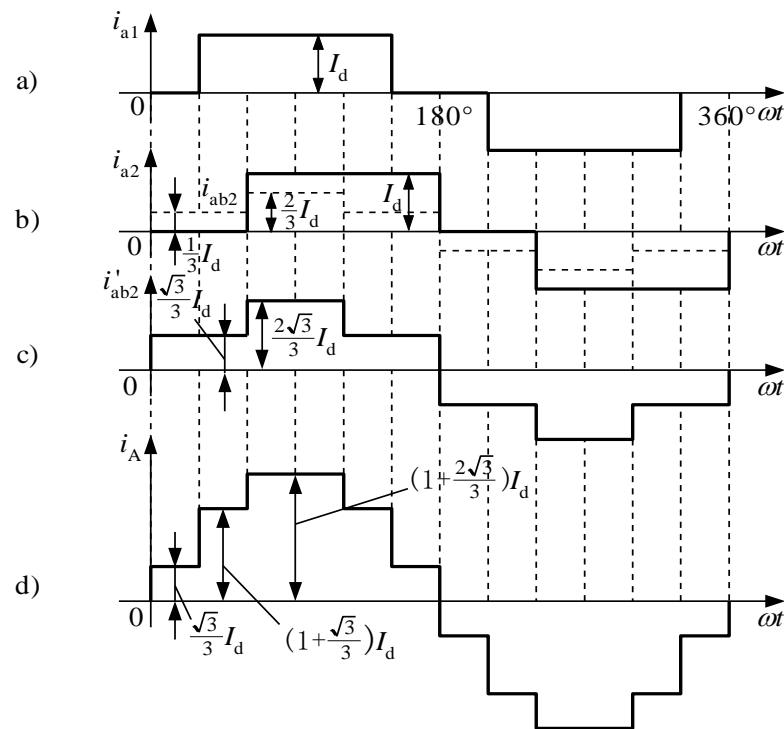 i_a1
a)
I_d
0
180°
360°
ωt
i_a2
i_ab2
b)
2/3 I_d
I_d
0
ωt
1/3 I_d
i'_ab2
√3/3 I_d
c)
2√3/3 I_d
0
ωt
i_A
(1+2√3/3)I_d
d)
0
ωt
√3/3 I_d
(1+√3/3)I_d